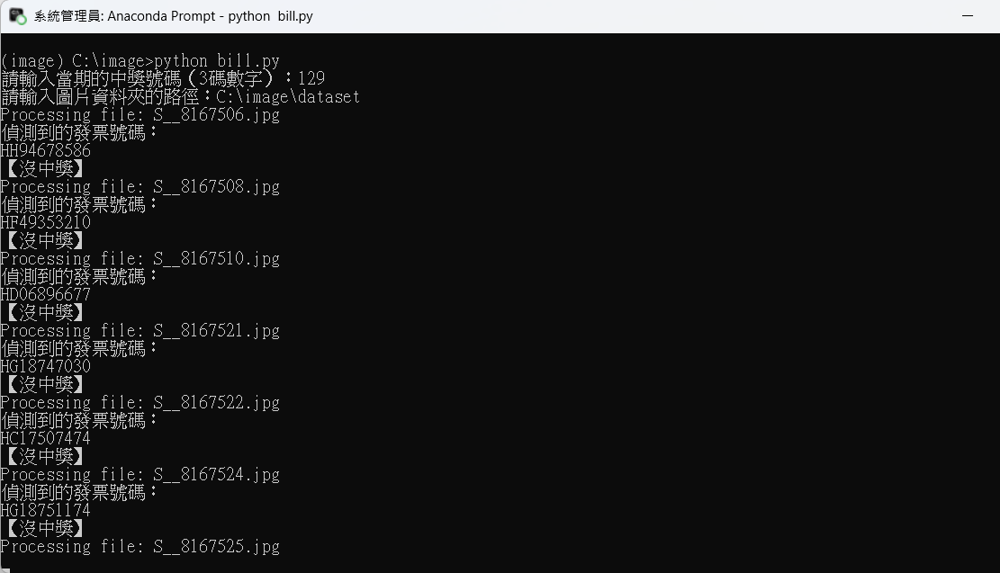 系統管理員: Anaconda Prompt - python  bill.py
(image) C:\image>python bill.py
請輸入當期的中獎號碼（3碼數字）：129
請輸入圖片資料夾的路徑：C:\image\dataset
Processing file: S__8167506.jpg
偵測到的發票號碼：
HH94678586
【沒中獎】
Processing file: S__8167508.jpg
偵測到的發票號碼：
HF49353210
【沒中獎】
Processing file: S__8167510.jpg
偵測到的發票號碼：
HD06896677
【沒中獎】
Processing file: S__8167521.jpg
偵測到的發票號碼：
HG18747030
【沒中獎】
Processing file: S__8167522.jpg
偵測到的發票號碼：
HC17507474
【沒中獎】
Processing file: S__8167524.jpg
偵測到的發票號碼：
HG18751174
【沒中獎】
Processing file: S__8167525.jpg